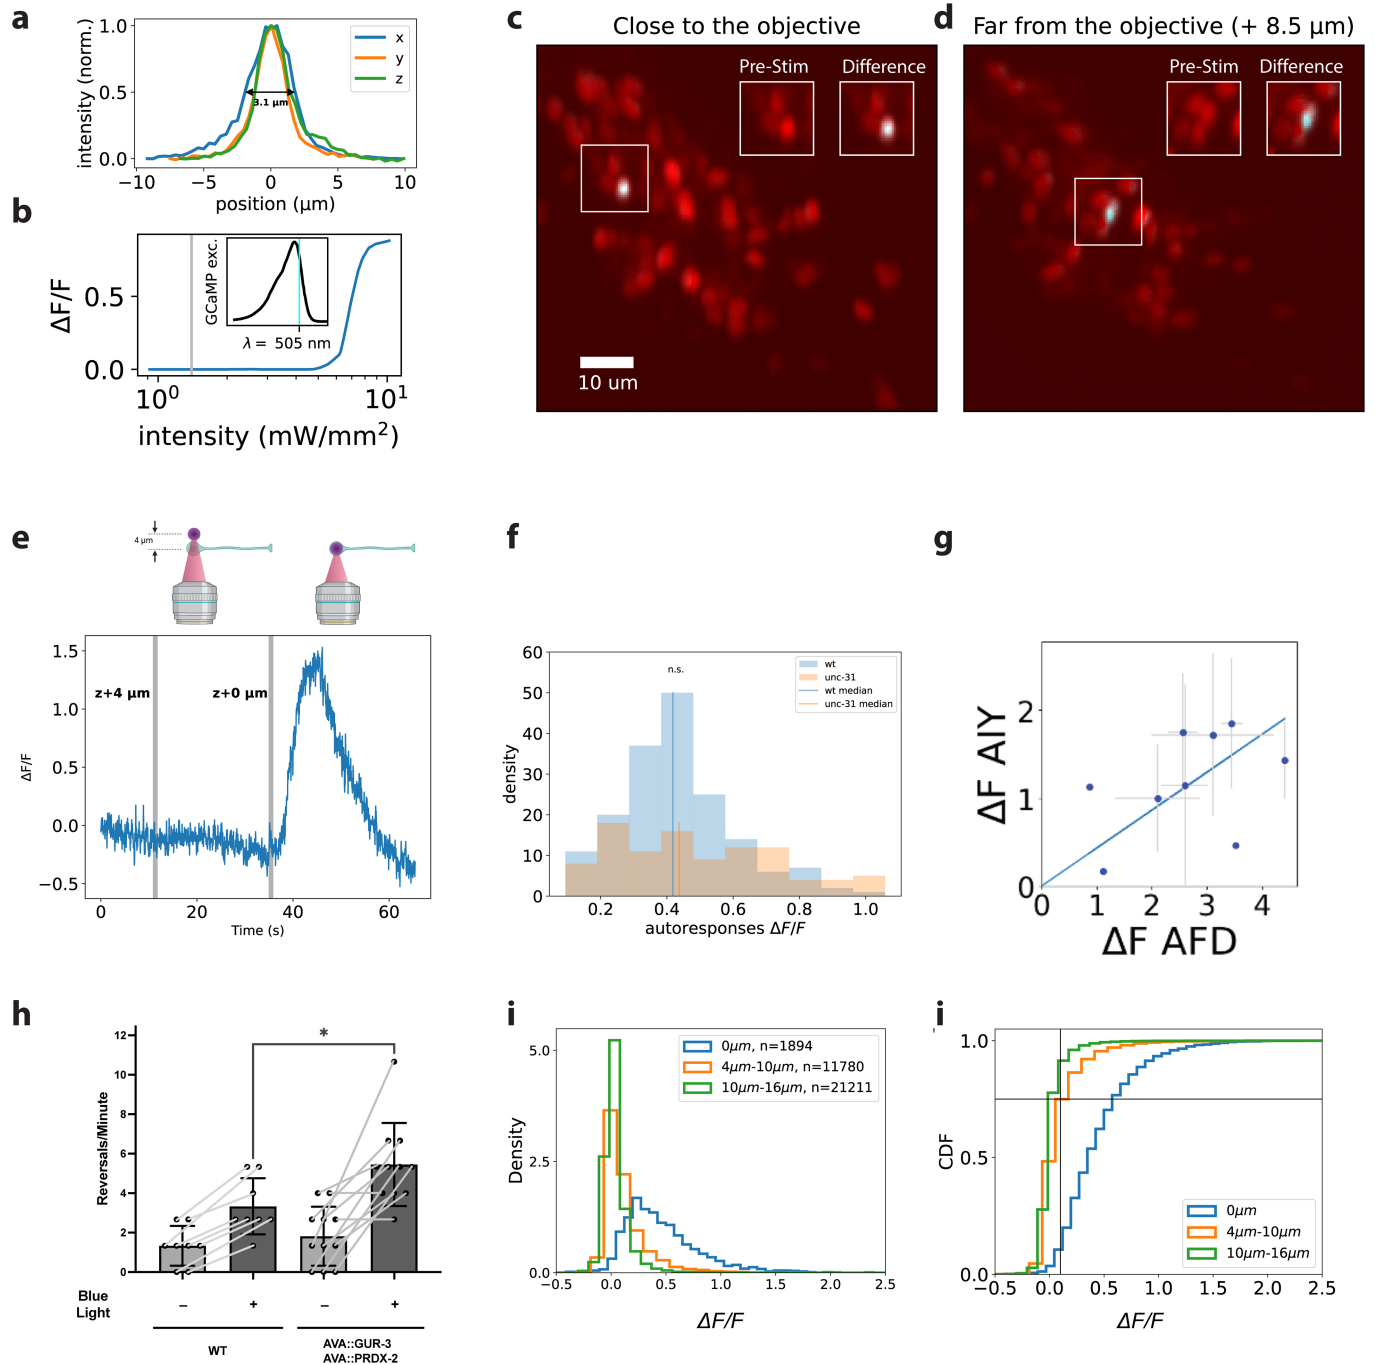 a
intensity (norm.)
1.0
0.5
0.0
x
y
z
3.1 µm
−10
−5
0
5
10
position (µm)
b
ΔF/F
0.5
0.0
GCaMP exc.
λ = 505 nm
10⁰
10¹
intensity (mW/mm²)
c
Close to the objective
Pre-Stim
Difference
10 um
d
Far from the objective (+ 8.5 µm)
Pre-Stim
Difference
e
4 µm
ΔF/F
1.5
1.0
0.5
0.0
−0.5
z+4 µm
z+0 µm
0
20
40
60
Time (s)
f
density
60
50
40
30
20
10
0
n.s.
wt
unc-31
wt median
unc-31 median
0.2
0.4
0.6
0.8
1.0
autoresponses ΔF/F
g
ΔF AIY
2
1
0
0
1
2
3
4
ΔF AFD
h
Reversals/Minute
12
10
8
6
4
2
0
*
Blue
Light
−
+
−
+
WT
AVA::GUR-3
AVA::PRDX-2
i
Density
5.0
2.5
0.0
0µm, n=1894
4µm-10µm, n=11780
10µm-16µm, n=21211
−0.5
0.0
0.5
1.0
1.5
2.0
2.5
ΔF/F
j
CDF
1.0
0.5
0.0
0µm
4µm-10µm
10µm-16µm
−0.5
0.0
0.5
1.0
1.5
2.0
2.5
ΔF/F